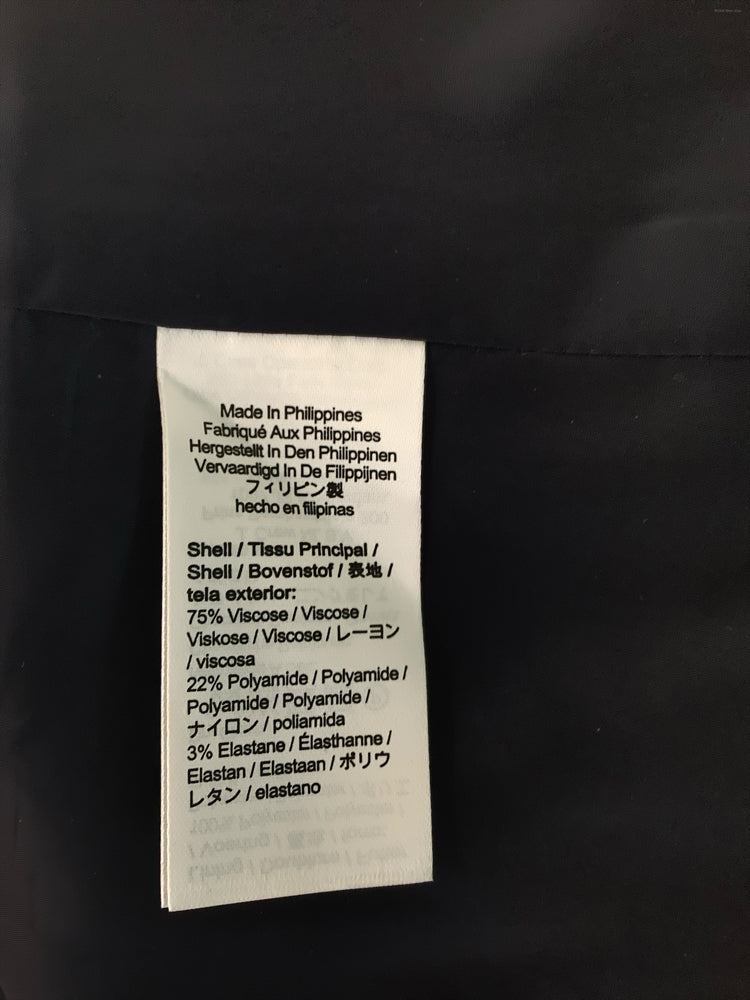 Made In Philippines
Fabriqué Aux Philippines
Hergestellt In Den Philippinen
Vervaardigd In De Filippijnen
フィリピン製
hecho en filipinas
Shell / Tissu Principal /
Shell / Bovenstof / 表地 /
tela exterior:
75% Viscose / Viscose /
Viskose / Viscose / レーヨン
/ viscosa
22% Polyamide / Polyamide /
Polyamide / Polyamide /
ナイロン / poliamida
3% Elastane / Élasthanne /
Elastan / Elastaan / ポリウ
レタン / elastano